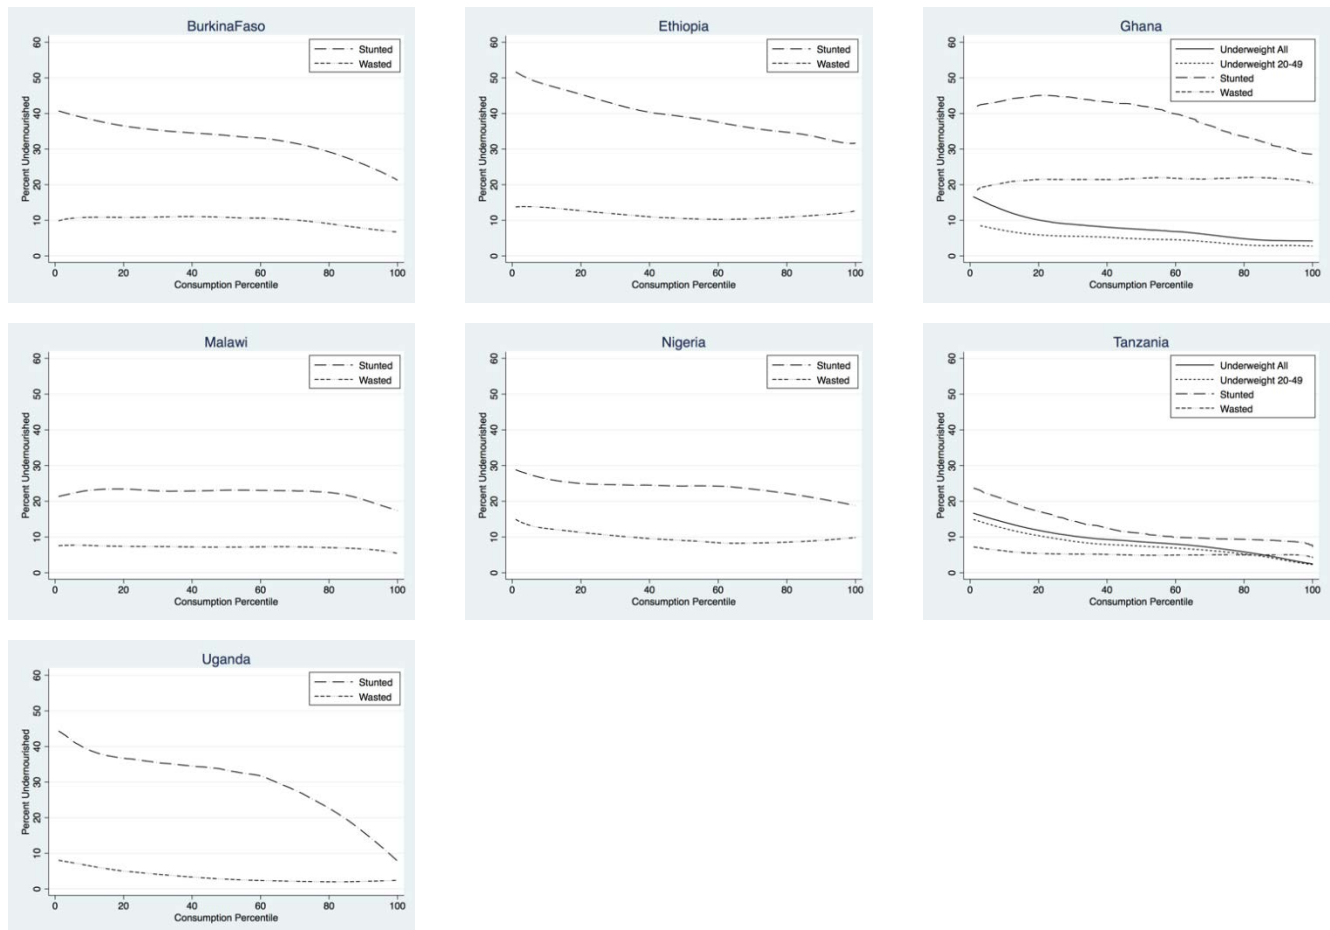 BurkinaFaso
Stunted
Wasted
Percent Undernourished
60
50
40
30
20
10
0
0 20 40 60 80 100
Consumption Percentile
Ethiopia
Stunted
Wasted
Percent Undernourished
60
50
40
30
20
10
0
0 20 40 60 80 100
Consumption Percentile
Ghana
Underweight All
Underweight 20-49
Stunted
Wasted
Percent Undernourished
60
50
40
30
20
10
0
0 20 40 60 80 100
Consumption Percentile
Malawi
Stunted
Wasted
Percent Undernourished
60
50
40
30
20
10
0
0 20 40 60 80 100
Consumption Percentile
Nigeria
Stunted
Wasted
Percent Undernourished
60
50
40
30
20
10
0
0 20 40 60 80 100
Consumption Percentile
Tanzania
Underweight All
Underweight 20-49
Stunted
Wasted
Percent Undernourished
60
50
40
30
20
10
0
0 20 40 60 80 100
Consumption Percentile
Uganda
Stunted
Wasted
Percent Undernourished
60
50
40
30
20
10
0
0 20 40 60 80 100
Consumption Percentile